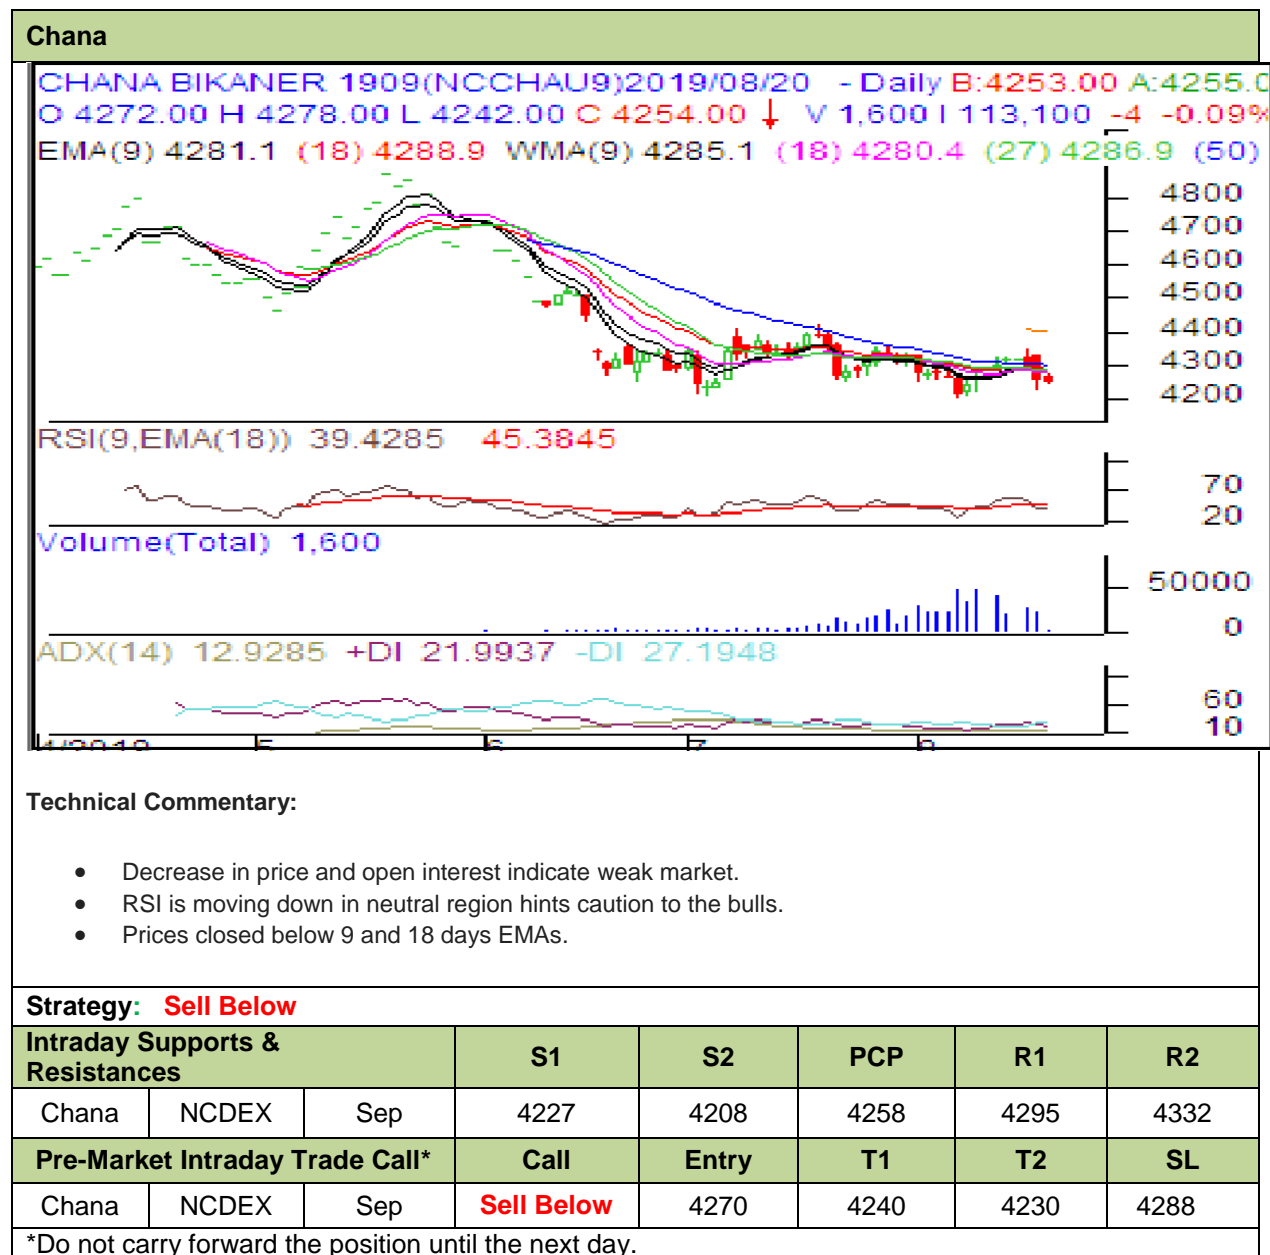 Chana
CHANA BIKANER 1909(NCCHAU9)2019/08/20 - Daily B:4253.00 A:4255.0
O 4272.00 H 4278.00 L 4242.00 C 4254.00 ↓ V 1,600 I 113,100 -4 -0.09%
EMA(9) 4281.1 (18) 4288.9 WMA(9) 4285.1 (18) 4280.4 (27) 4286.9 (50)
4800
4700
4600
4500
4400
4300
4200
RSI(9,EMA(18)) 39.4285 45.3845
70
20
Volume(Total) 1,600
50000
0
ADX(14) 12.9285 +DI 21.9937 -DI 27.1948
60
10
4/2019 5 6 7 8
Technical Commentary:
• Decrease in price and open interest indicate weak market.
• RSI is moving down in neutral region hints caution to the bulls.
• Prices closed below 9 and 18 days EMAs.
Strategy: Sell Below
Intraday Supports & Resistances S1 S2 PCP R1 R2
Chana NCDEX Sep 4227 4208 4258 4295 4332
Pre-Market Intraday Trade Call* Call Entry T1 T2 SL
Chana NCDEX Sep Sell Below 4270 4240 4230 4288
*Do not carry forward the position until the next day.